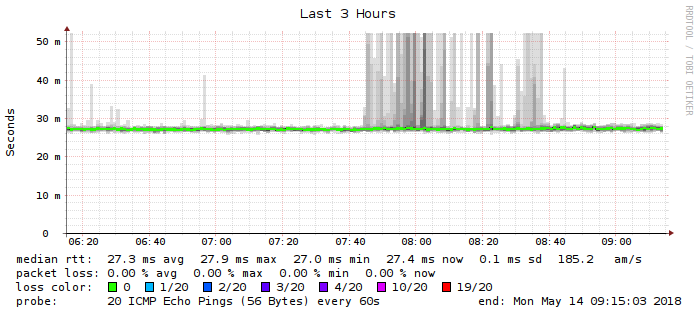 Last 3 Hours
RRDTOOL / TOBI OETIKER
Seconds
50 m
40 m
30 m
20 m
10 m
0
06:20 06:40 07:00 07:20 07:40 08:00 08:20 08:40 09:00
median rtt: 27.3 ms avg 27.9 ms max 27.0 ms min 27.4 ms now 0.1 ms sd 185.2 am/s
packet loss: 0.00 % avg 0.00 % max 0.00 % min 0.00 % now
loss color: 0 1/20 2/20 3/20 4/20 10/20 19/20
probe: 20 ICMP Echo Pings (56 Bytes) every 60s end: Mon May 14 09:15:03 2018